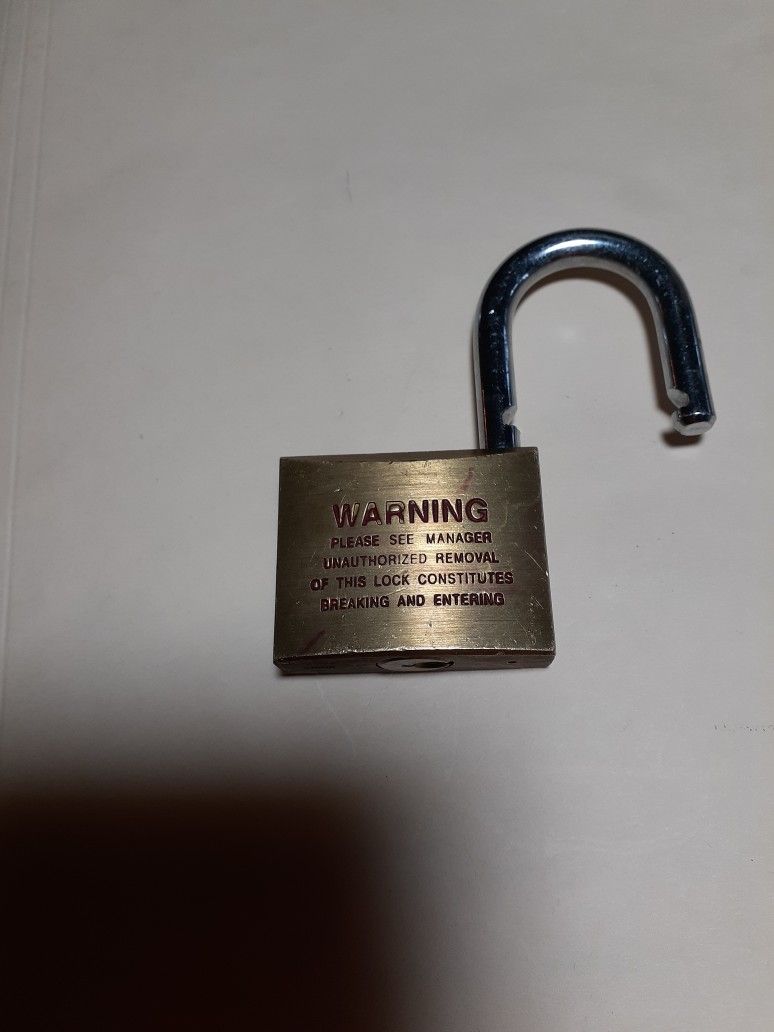 WARNING
PLEASE SEE MANAGER
UNAUTHORIZED REMOVAL
OF THIS LOCK CONSTITUTES
BREAKING AND ENTERING